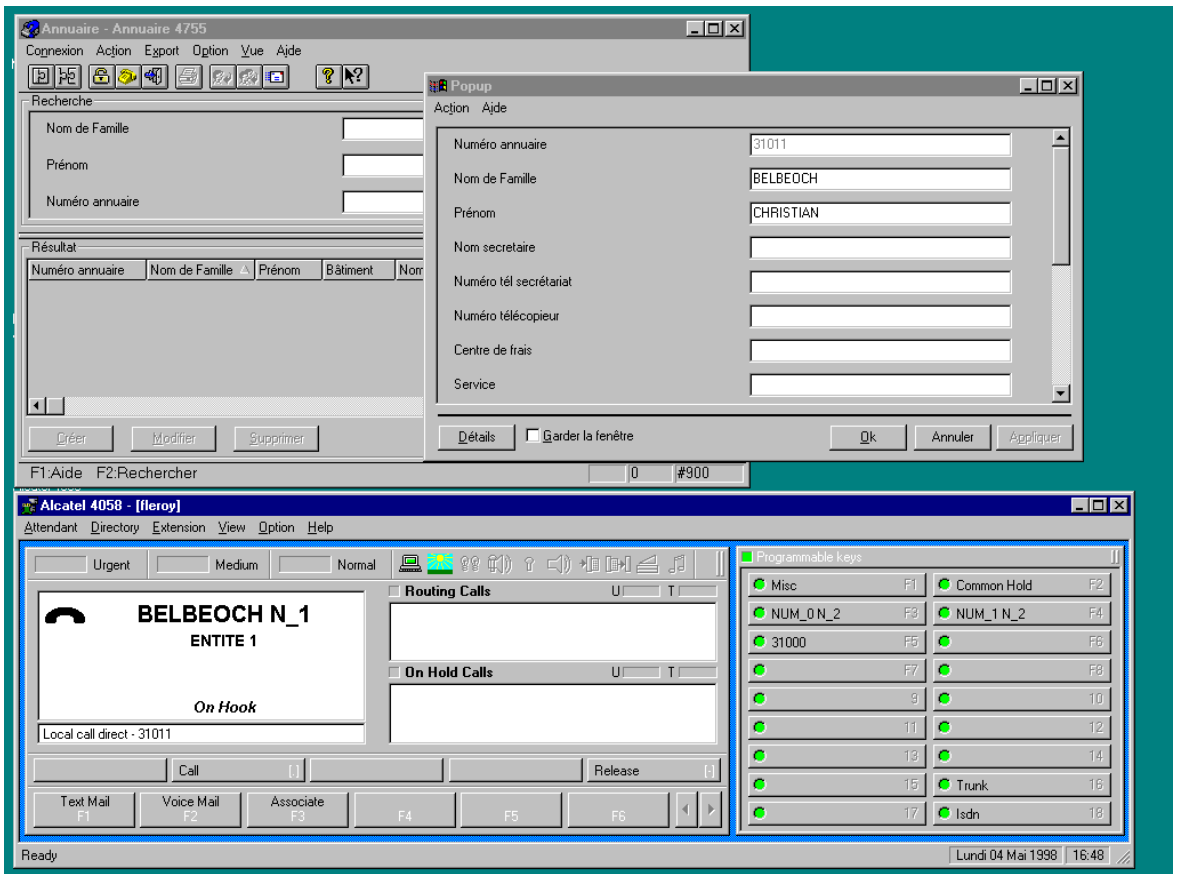 Annuaire - Annuaire 4755
Connexion Action Export Option Vue Aide
Recherche
Nom de Famille
Prénom
Numéro annuaire
Résultat
Numéro annuaire Nom de Famille Prénom Bâtiment Nom
Créer Modifier Supprimer
F1:Aide F2:Rechercher 0 #900
Popup
Action Aide
Numéro annuaire 31011
Nom de Famille BELBEOCH
Prénom CHRISTIAN
Nom secretaire
Numéro tél secrétariat
Numéro télécopieur
Centre de frais
Service
Détails Garder la fenêtre Ok Annuler Appliquer
Alcatel 4058 - [fleroy]
Attendant Directory Extension View Option Help
Urgent Medium Normal
BELBEOCH N_1
ENTITE 1
On Hook
Local call direct - 31011
Routing Calls U T
On Hold Calls U T
Call [.] Release [-]
Text Mail Voice Mail Associate
F1 F2 F3 F4 F5 F6
Programmable keys
Misc F1 Common Hold F2
NUM_0 N_2 F3 NUM_1 N_2 F4
31000 F5 F6
F7 F8
9 10
11 12
13 14
15 Trunk 16
17 Isdn 18
Ready Lundi 04 Mai 1998 16:48